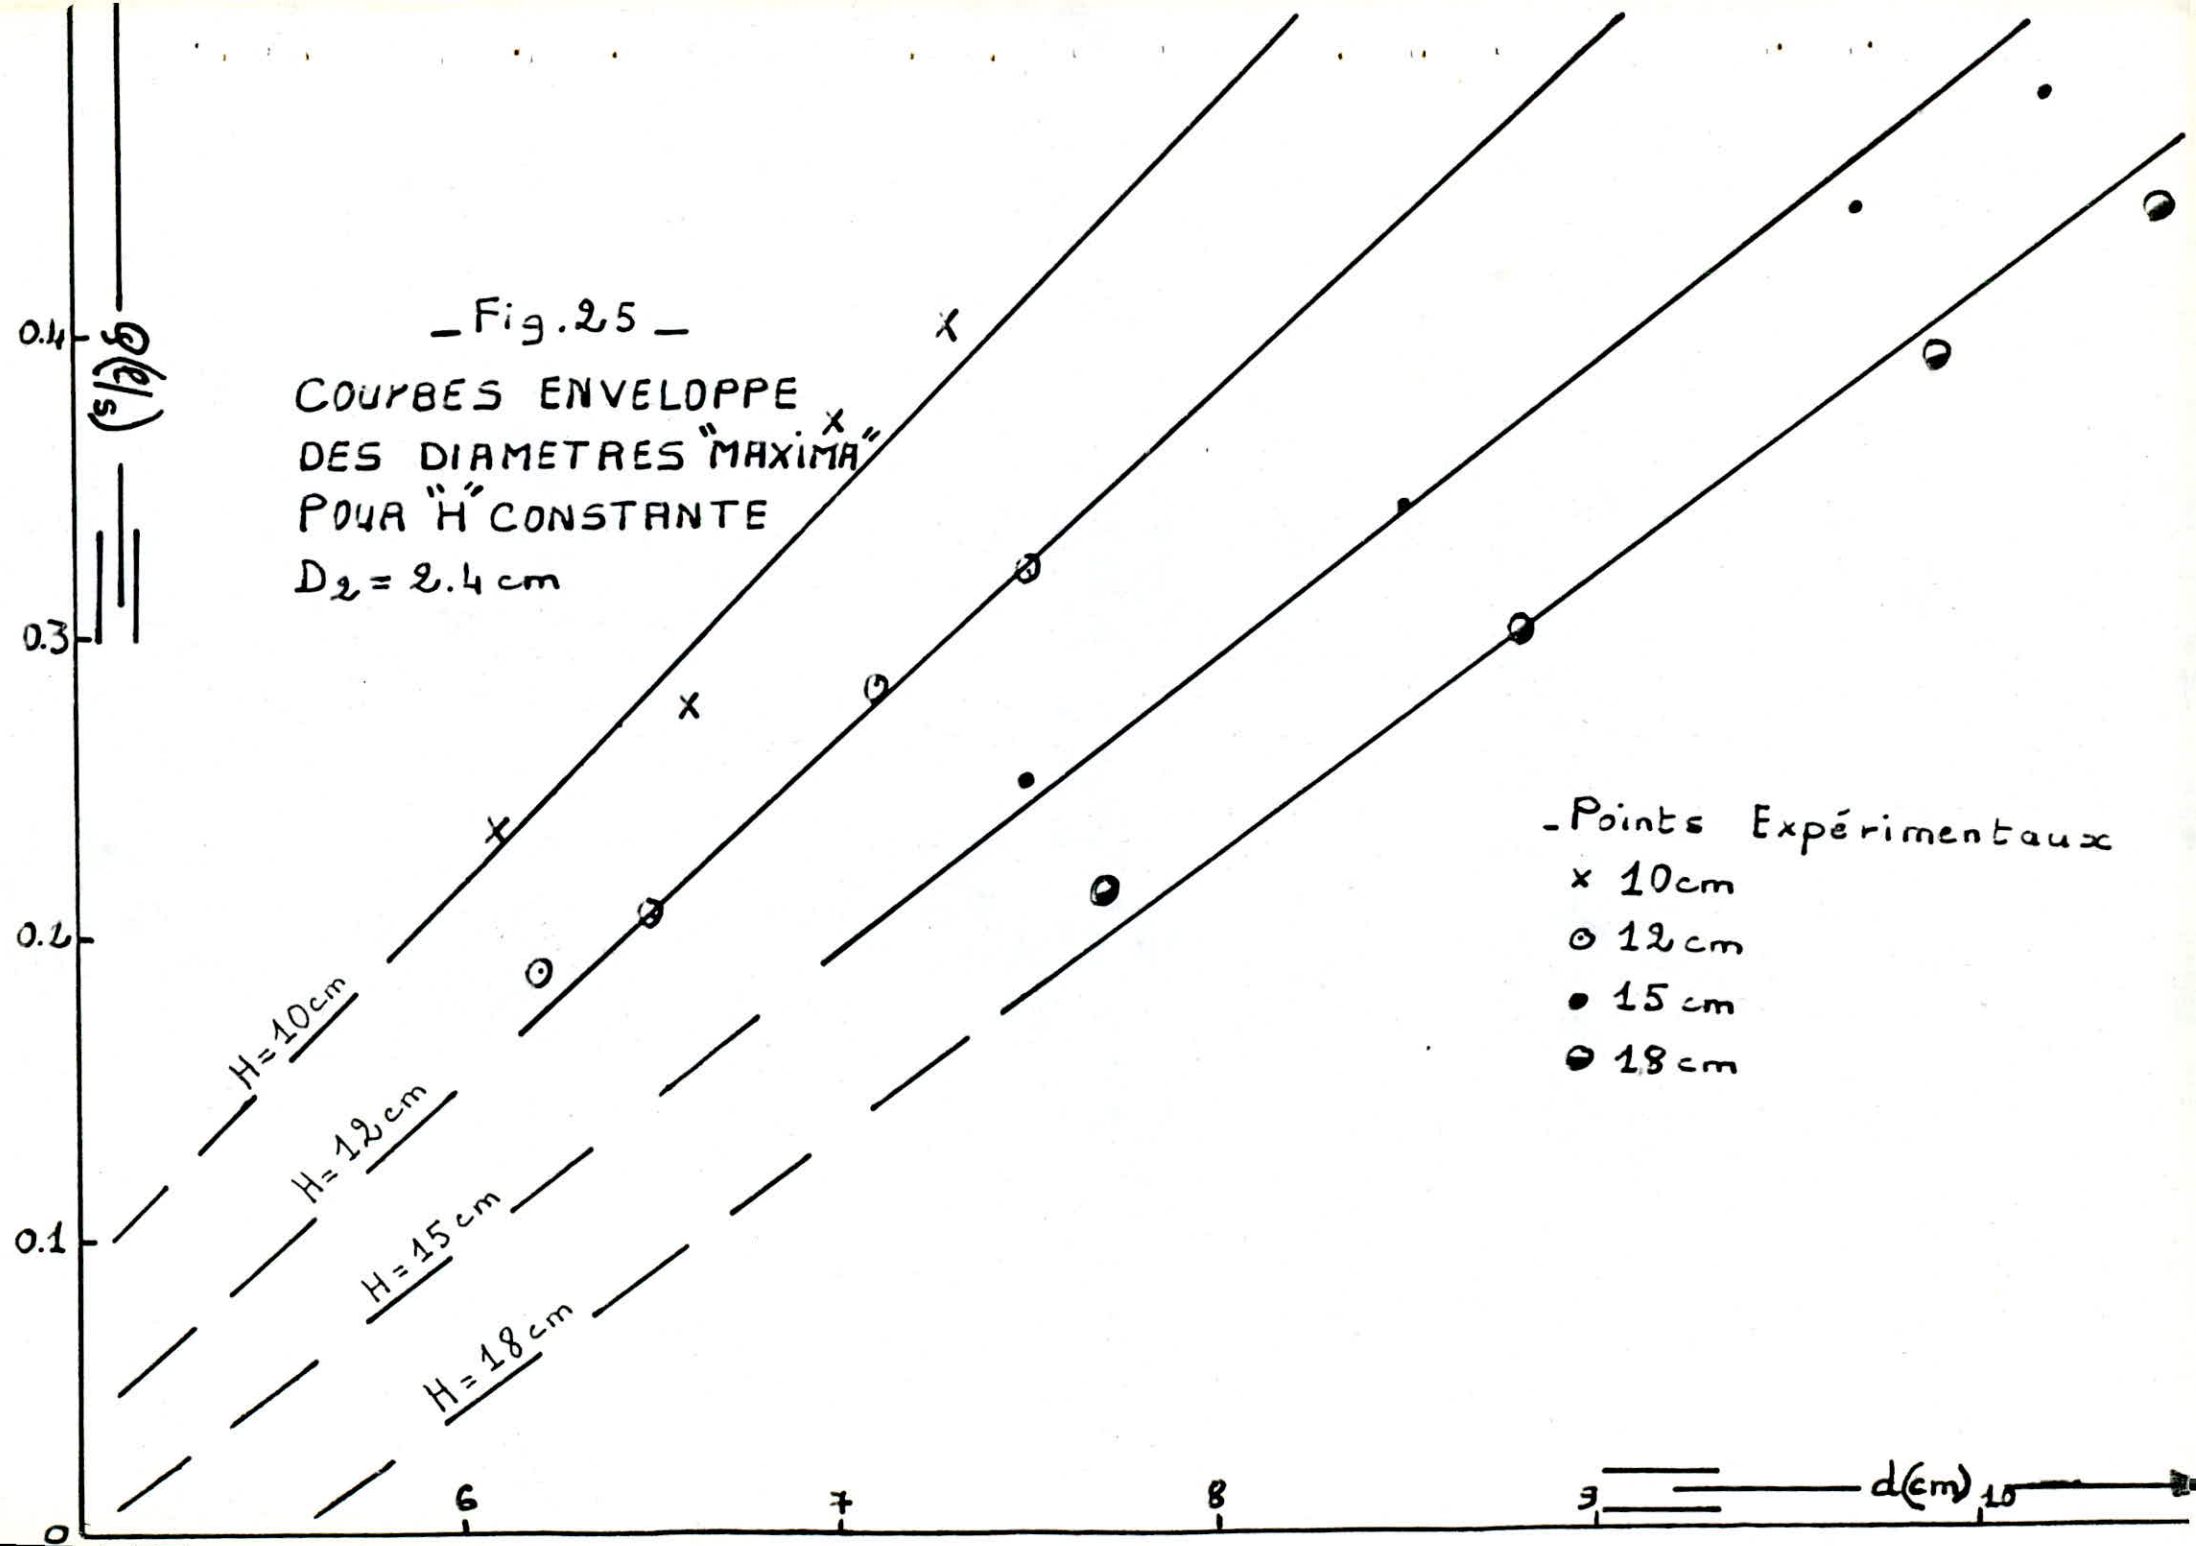 _ Fig.25 _
COURBES ENVELOPPE
DES DIAMETRES "MAXIMA"
POUR "H" CONSTANTE
D2 = 2.4 cm
Q(l/s)
0.4
0.3
0.2
0.1
0
H=10cm
H=12cm
H=15cm
H=18cm
- Points Expérimentaux
x 10cm
⊙ 12cm
• 15cm
◒ 18cm
6 7 8 9 10
d(cm)